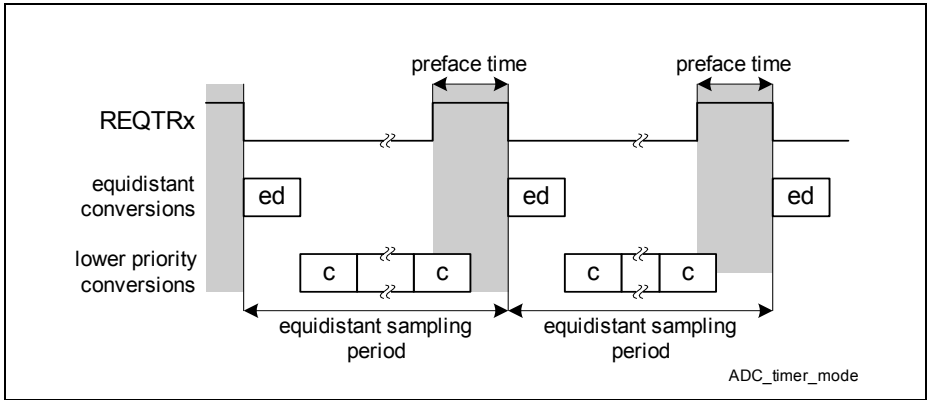 preface time
preface time
REQTRx
equidistant
conversions
ed
ed
ed
lower priority
conversions
c
c
c
c
equidistant sampling
period
equidistant sampling
period
ADC_timer_mode